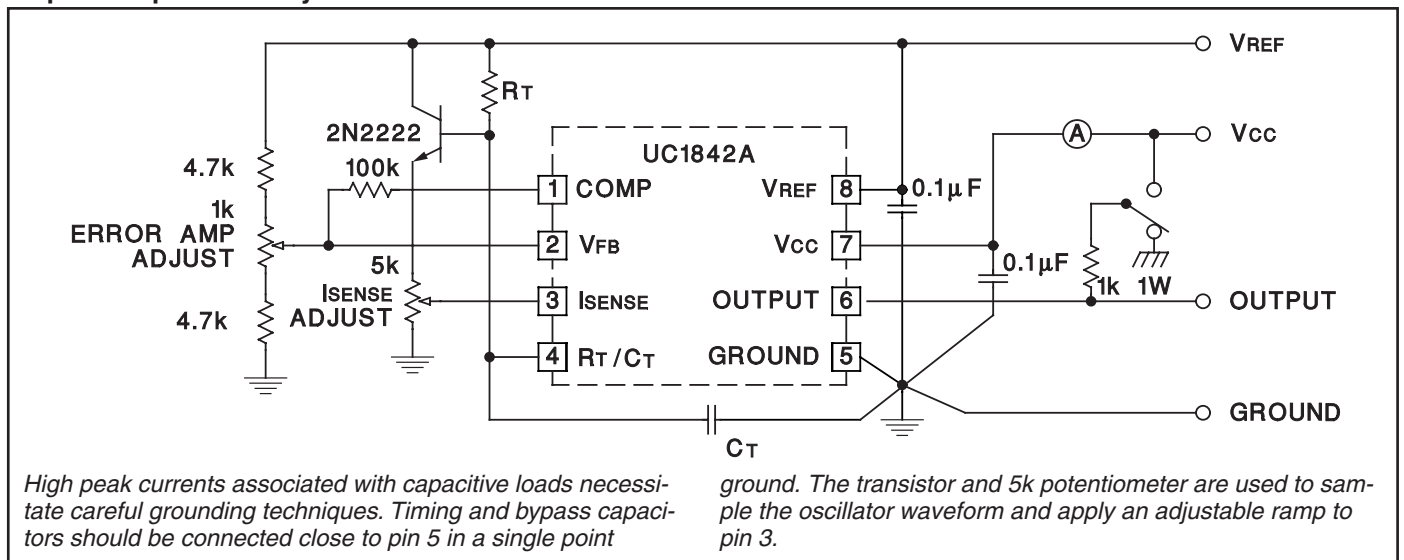 VREF
RT
A
VCC
2N2222
UC1842A
4.7k
100k
1 COMP
VREF 8
0.1µF
1k
ERROR AMP
ADJUST
2 VFB
VCC 7
5k
0.1µF
ISENSE
ADJUST
3 ISENSE
OUTPUT 6
1k 1W
OUTPUT
4.7k
4 RT/CT
GROUND 5
GROUND
CT
High peak currents associated with capacitive loads necessi-
tate careful grounding techniques. Timing and bypass capaci-
tors should be connected close to pin 5 in a single point
ground. The transistor and 5k potentiometer are used to sam-
ple the oscillator waveform and apply an adjustable ramp to
pin 3.